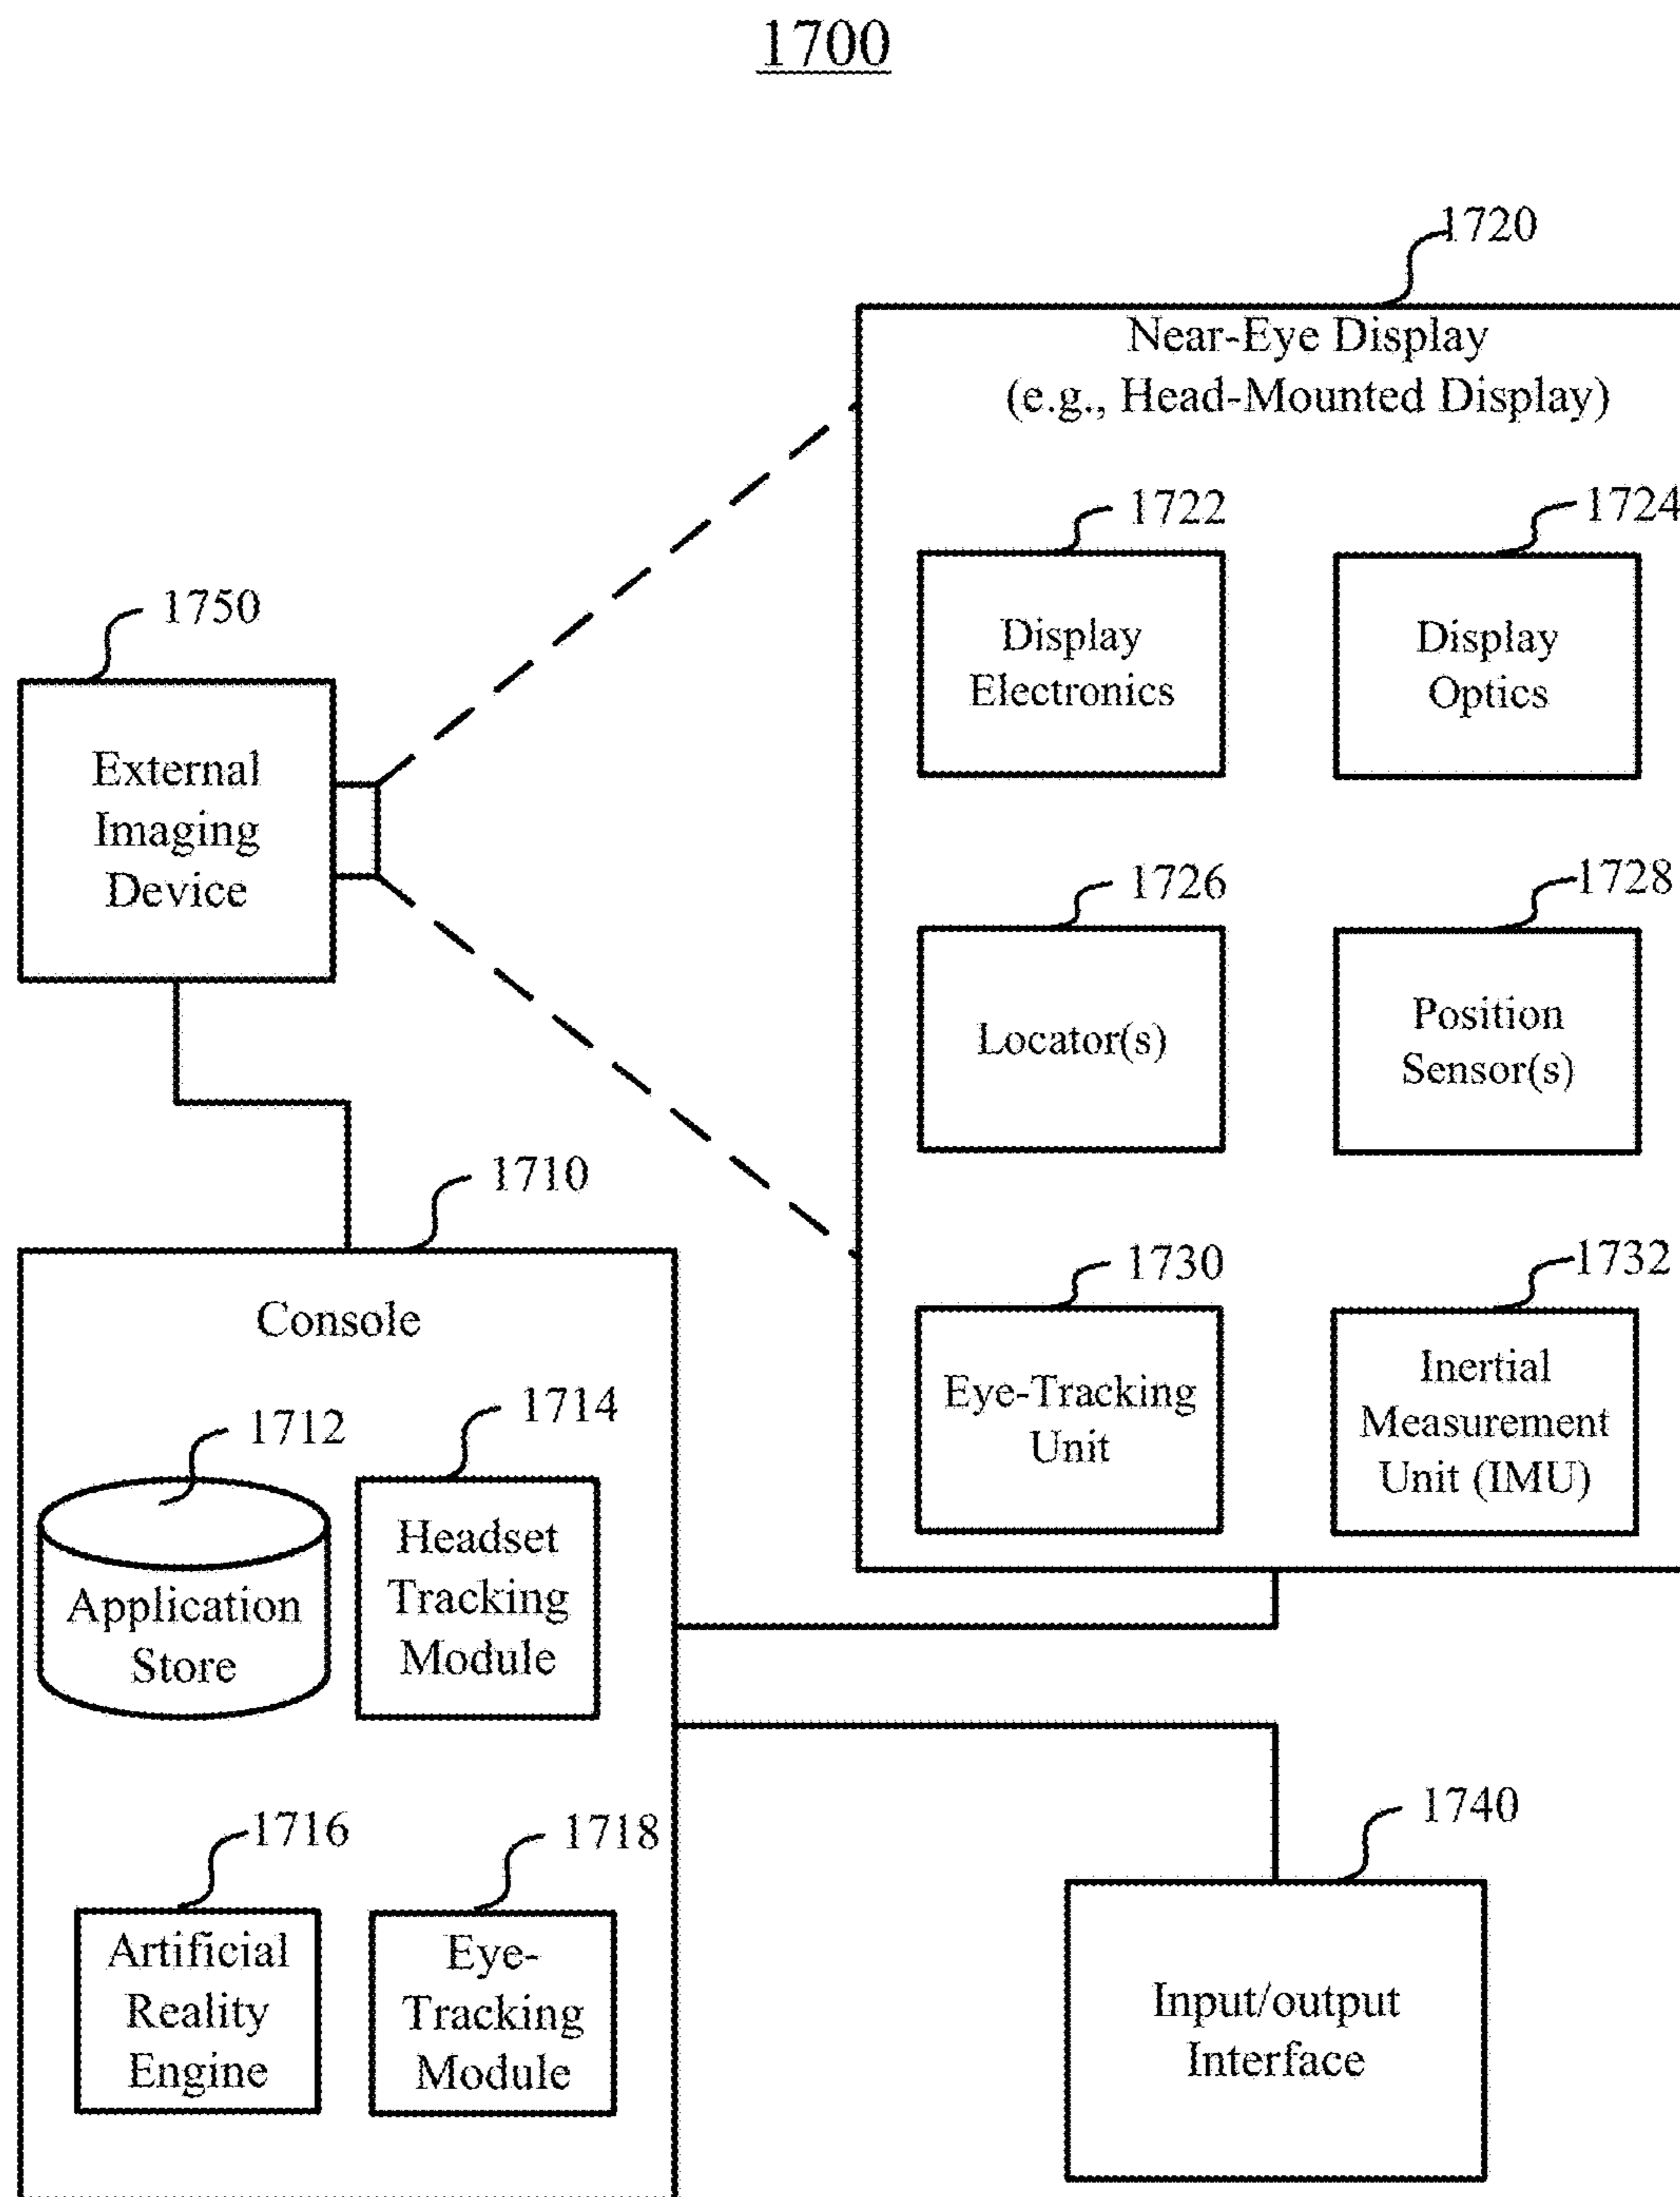 1700
1720
Near-Eye Display
(e.g., Head-Mounted Display)
1722
Display
Electronics
1724
Display
Optics
1750
External
Imaging
Device
1726
Locator(s)
1728
Position
Sensor(s)
1730
Eye-Tracking
Unit
1732
Inertial
Measurement
Unit (IMU)
1710
Console
1712
Application
Store
1714
Headset
Tracking
Module
1716
Artificial
Reality
Engine
1718
Eye-
Tracking
Module
1740
Input/output
Interface